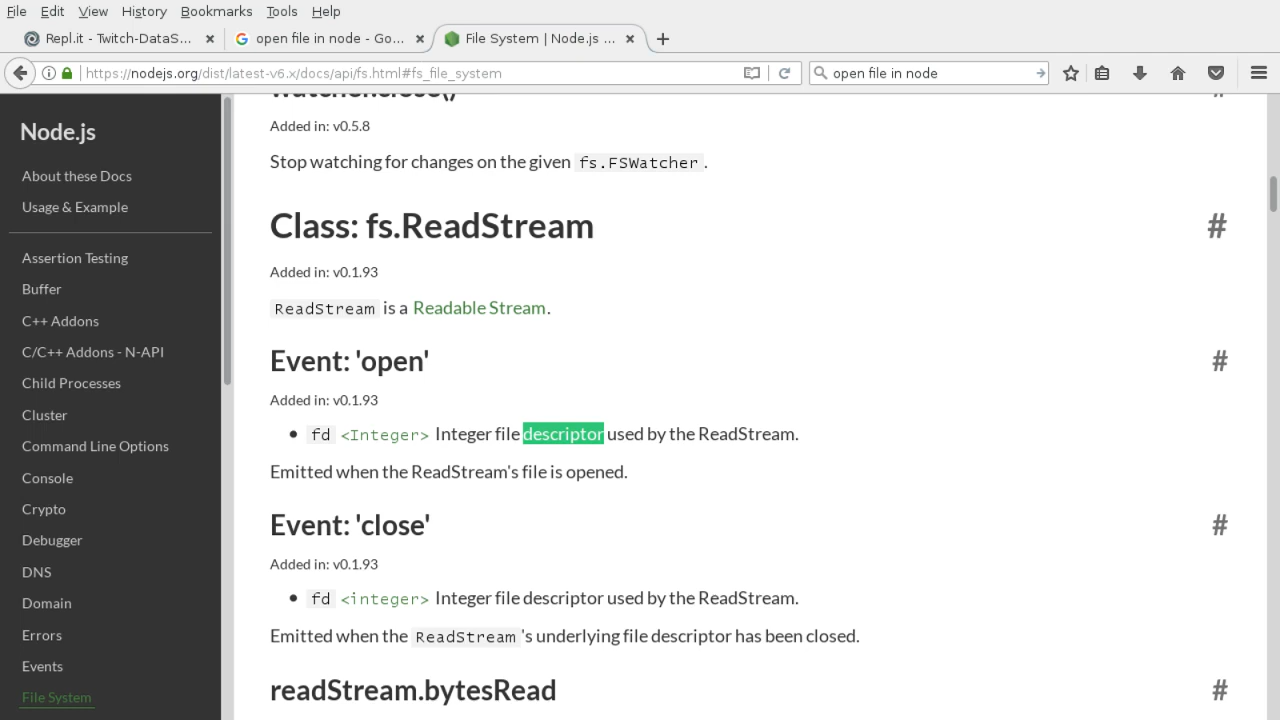 File Edit View History Bookmarks Tools Help
Repl.it - Twitch-DataS... × open file in node - Go... × File System | Node.js ... × +
https://nodejs.org/dist/latest-v6.x/docs/api/fs.html#fs_file_system open file in node
Node.js
About these Docs
Usage & Example
Assertion Testing
Buffer
C++ Addons
C/C++ Addons - N-API
Child Processes
Cluster
Command Line Options
Console
Crypto
Debugger
DNS
Domain
Errors
Events
File System
watcher.close() #
Added in: v0.5.8
Stop watching for changes on the given fs.FSWatcher.
Class: fs.ReadStream #
Added in: v0.1.93
ReadStream is a Readable Stream.
Event: 'open' #
Added in: v0.1.93
• fd <Integer> Integer file descriptor used by the ReadStream.
Emitted when the ReadStream's file is opened.
Event: 'close' #
Added in: v0.1.93
• fd <integer> Integer file descriptor used by the ReadStream.
Emitted when the ReadStream's underlying file descriptor has been closed.
readStream.bytesRead #